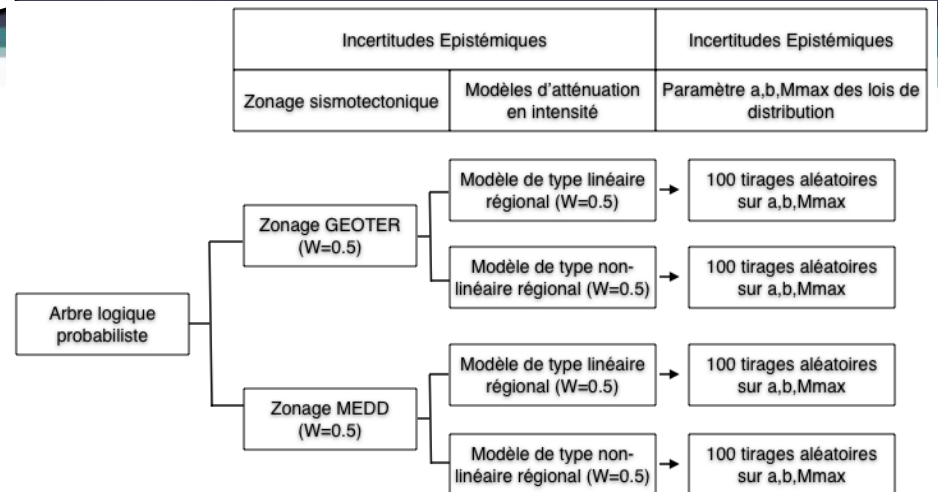 Incertitudes Epistémiques
Incertitudes Epistémiques
Zonage sismotectonique
Modèles d'atténuation
en intensité
Paramètre a,b,Mmax des lois de
distribution
Arbre logique
probabiliste
Zonage GEOTER
(W=0.5)
Modèle de type linéaire
régional (W=0.5)
100 tirages aléatoires
sur a,b,Mmax
Modèle de type non-
linéaire régional (W=0.5)
100 tirages aléatoires
sur a,b,Mmax
Zonage MEDD
(W=0.5)
Modèle de type linéaire
régional (W=0.5)
100 tirages aléatoires
sur a,b,Mmax
Modèle de type non-
linéaire régional (W=0.5)
100 tirages aléatoires
sur a,b,Mmax